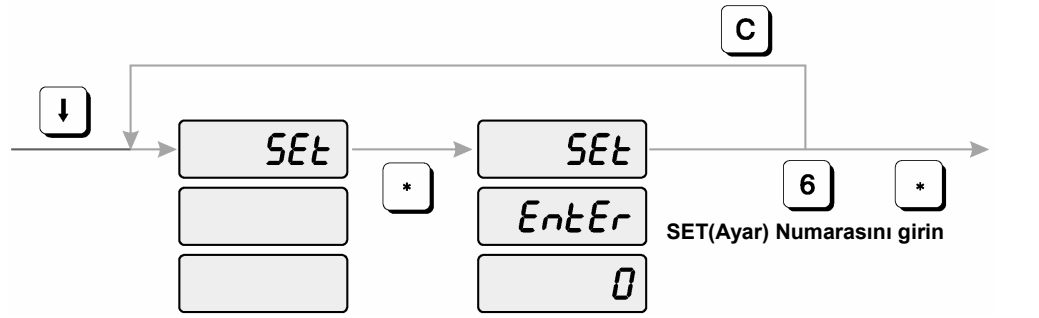 C
↓
SEt
SEt
*
6
*
EntEr
SET(Ayar) Numarasını girin
0